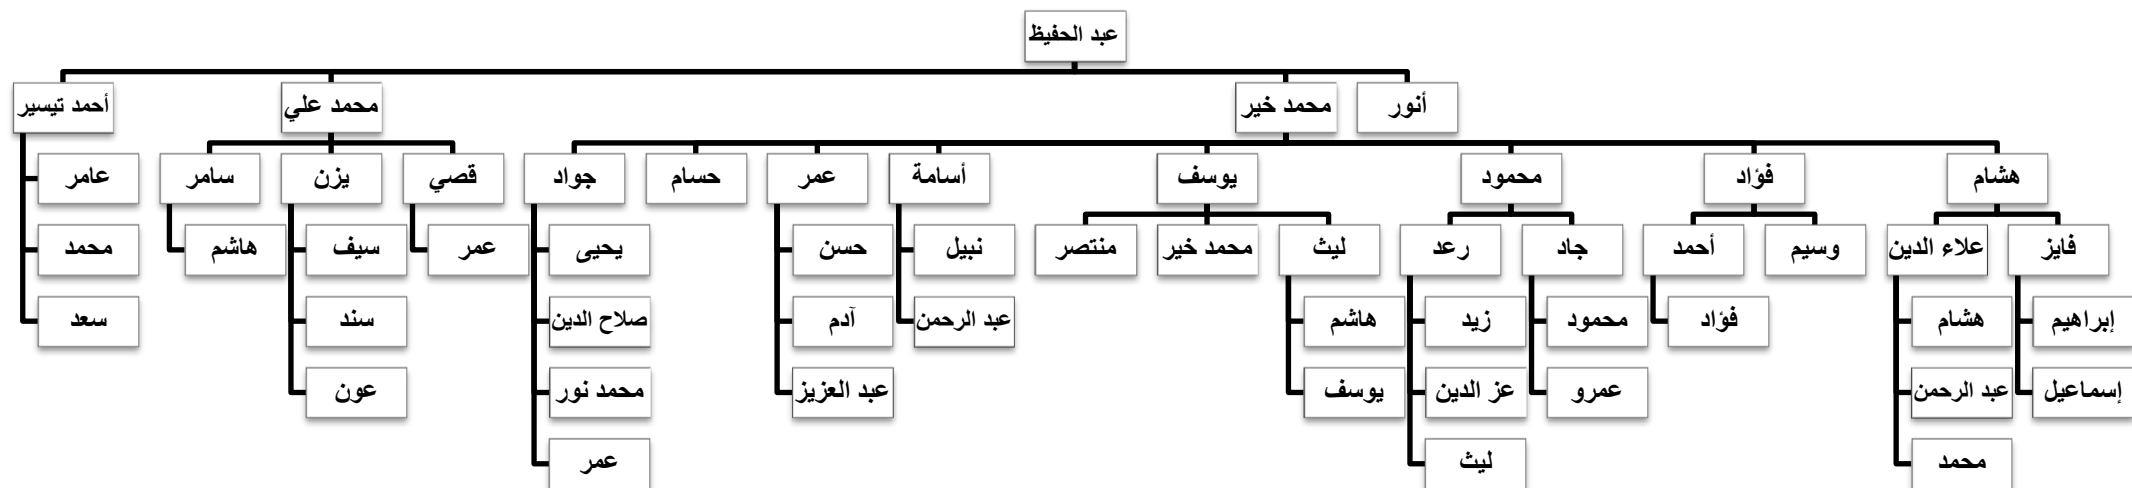 عبد الحفيظ
أنور
محمد خير
محمد علي
أحمد تيسير
هشام
فؤاد
محمود
يوسف
أسامة
عمر
حسام
جواد
قصي
يزن
سامر
عامر
فايز
علاء الدين
وسيم
أحمد
جاد
رعد
ليث
محمد خير
منتصر
نبيل
حسن
يحيى
عمر
سيف
هاشم
محمد
إبراهيم
هشام
فؤاد
محمود
زيد
هاشم
عبد الرحمن
آدم
صلاح الدين
سند
سعد
إسماعيل
عبد الرحمن
عمرو
عز الدين
يوسف
عبد العزيز
محمد نور
عون
محمد
ليث
عمر